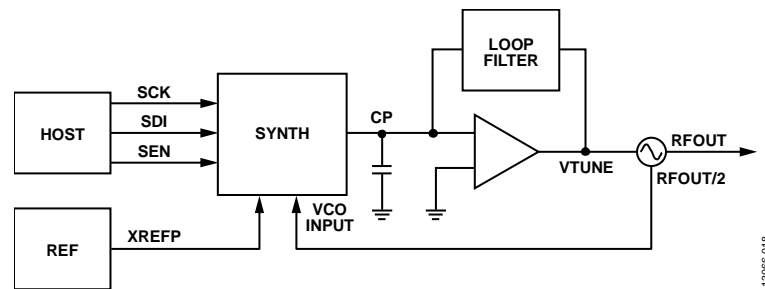 LOOP
FILTER
SCK
CP
HOST
SDI
SYNTH
RFOUT
SEN
VTUNE
RFOUT/2
VCO
INPUT
REF
XREFP